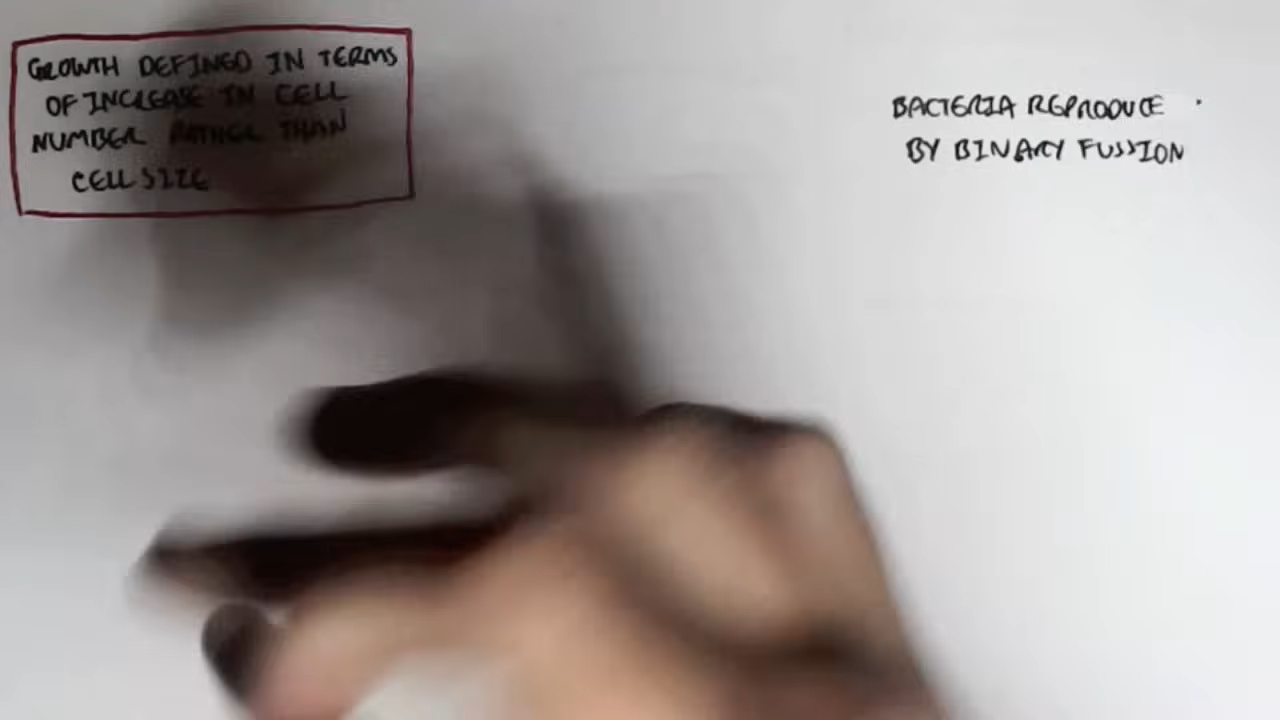 GROWTH DEFINED IN TERMS
OF INCREASE IN CELL
NUMBER RATHER THAN
CELL SIZE
BACTERIA REPRODUCE
BY BINARY FUSSION